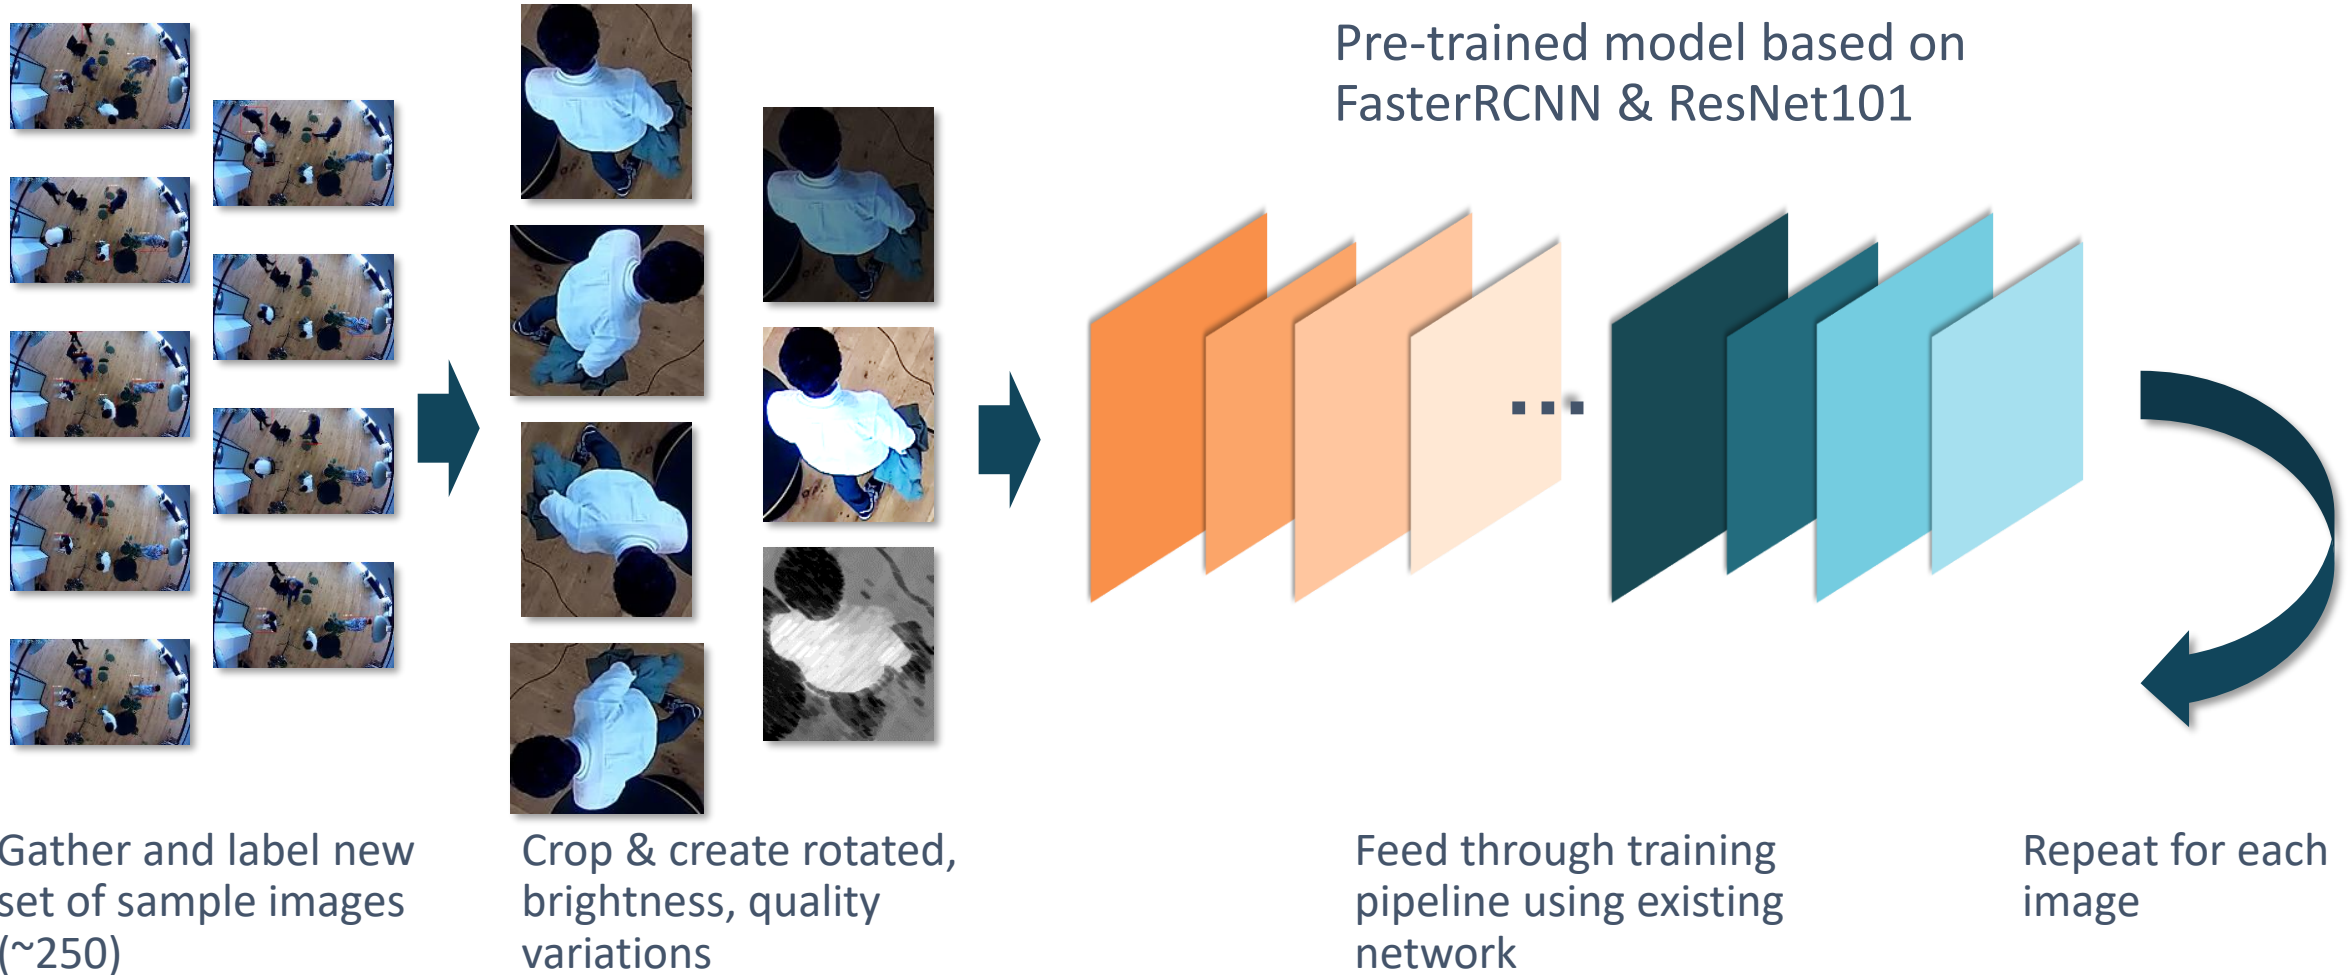 Pre-trained model based on
FasterRCNN & ResNet101
...
Gather and label new
set of sample images
(~250)
Crop & create rotated,
brightness, quality
variations
Feed through training
pipeline using existing
network
Repeat for each
image